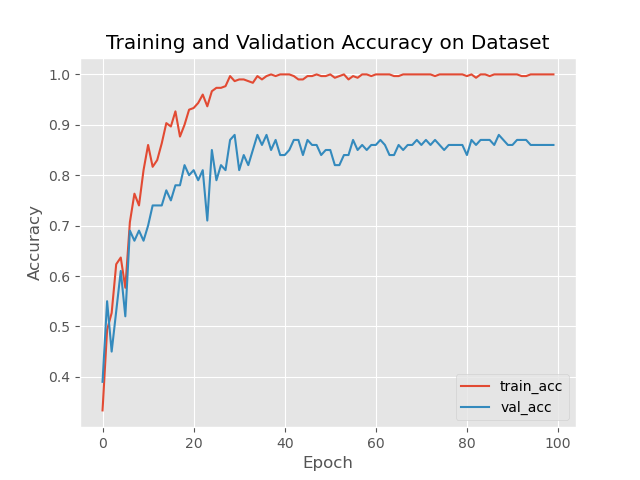 Training and Validation Accuracy on Dataset
1.0
0.9
0.8
0.7
0.6
0.5
0.4
Accuracy
0
20
40
60
80
100
Epoch
train_acc
val_acc